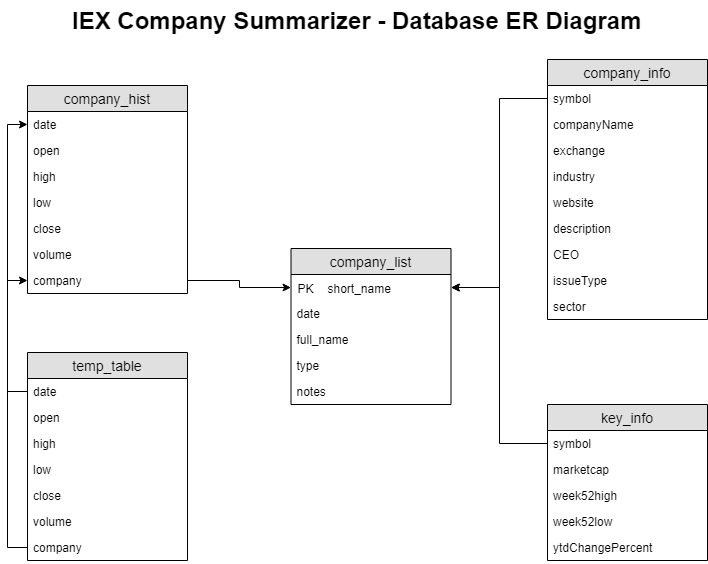 IEX Company Summarizer - Database ER Diagram
company_hist
date
open
high
low
close
volume
company
temp_table
date
open
high
low
close
volume
company
company_list
PK short_name
date
full_name
type
notes
company_info
symbol
companyName
exchange
industry
website
description
CEO
issueType
sector
key_info
symbol
marketcap
week52high
week52low
ytdChangePercent